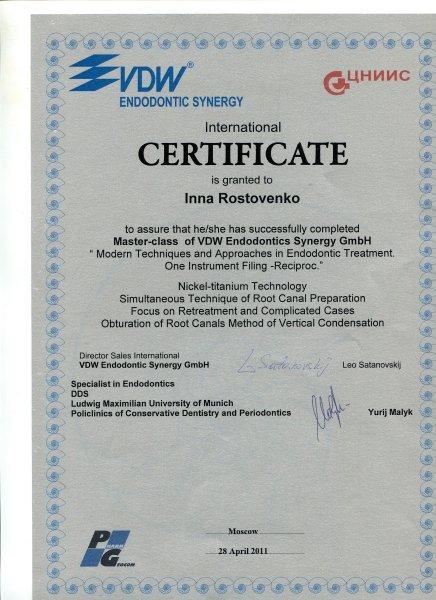 VDW®
ЦНИИС
ENDODONTIC SYNERGY
International
CERTIFICATE
is granted to
Inna Rostovenko
to assure that he/she has successfully completed
Master-class of VDW Endodontics Synergy GmbH
“ Modern Techniques and Approaches in Endodontic Treatment.
One Instrument Filing -Reciproc.”
Nickel-titanium Technology
Simultaneous Technique of Root Canal Preparation
Focus on Retreatment and Complicated Cases
Obturation of Root Canals Method of Vertical Condensation
Director Sales International
VDW Endodontic Synergy GmbH
L. Satanovskij
Leo Satanovskij
Specialist in Endodontics
DDS
Ludwig Maximilian University of Munich
Policlinics of Conservative Dentistry and Periodontics
Yurij Malyk
Moscow
28 April 2011
PHARM
GEOCOM